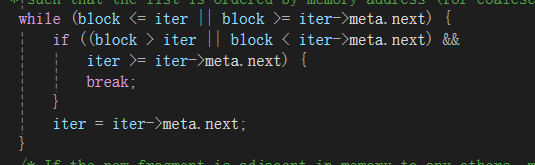 such that the list is ordered by memory address (for coalesc
while (block <= iter || block >= iter->meta.next) {
if ((block > iter || block < iter->meta.next) &&
iter >= iter->meta.next) {
break;
}
iter = iter->meta.next;
}
/* If the new fragment is adjacent in memory to any others,